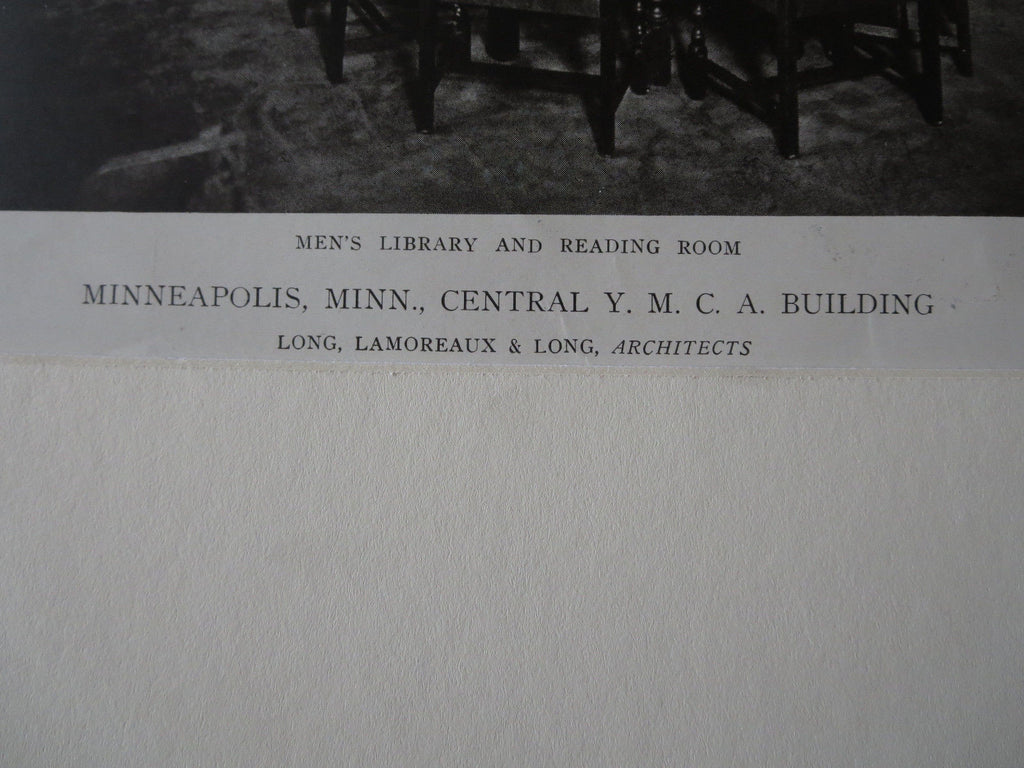 MEN'S LIBRARY AND READING ROOM
MINNEAPOLIS, MINN., CENTRAL Y. M. C. A. BUILDING
LONG, LAMOREAUX & LONG, ARCHITECTS